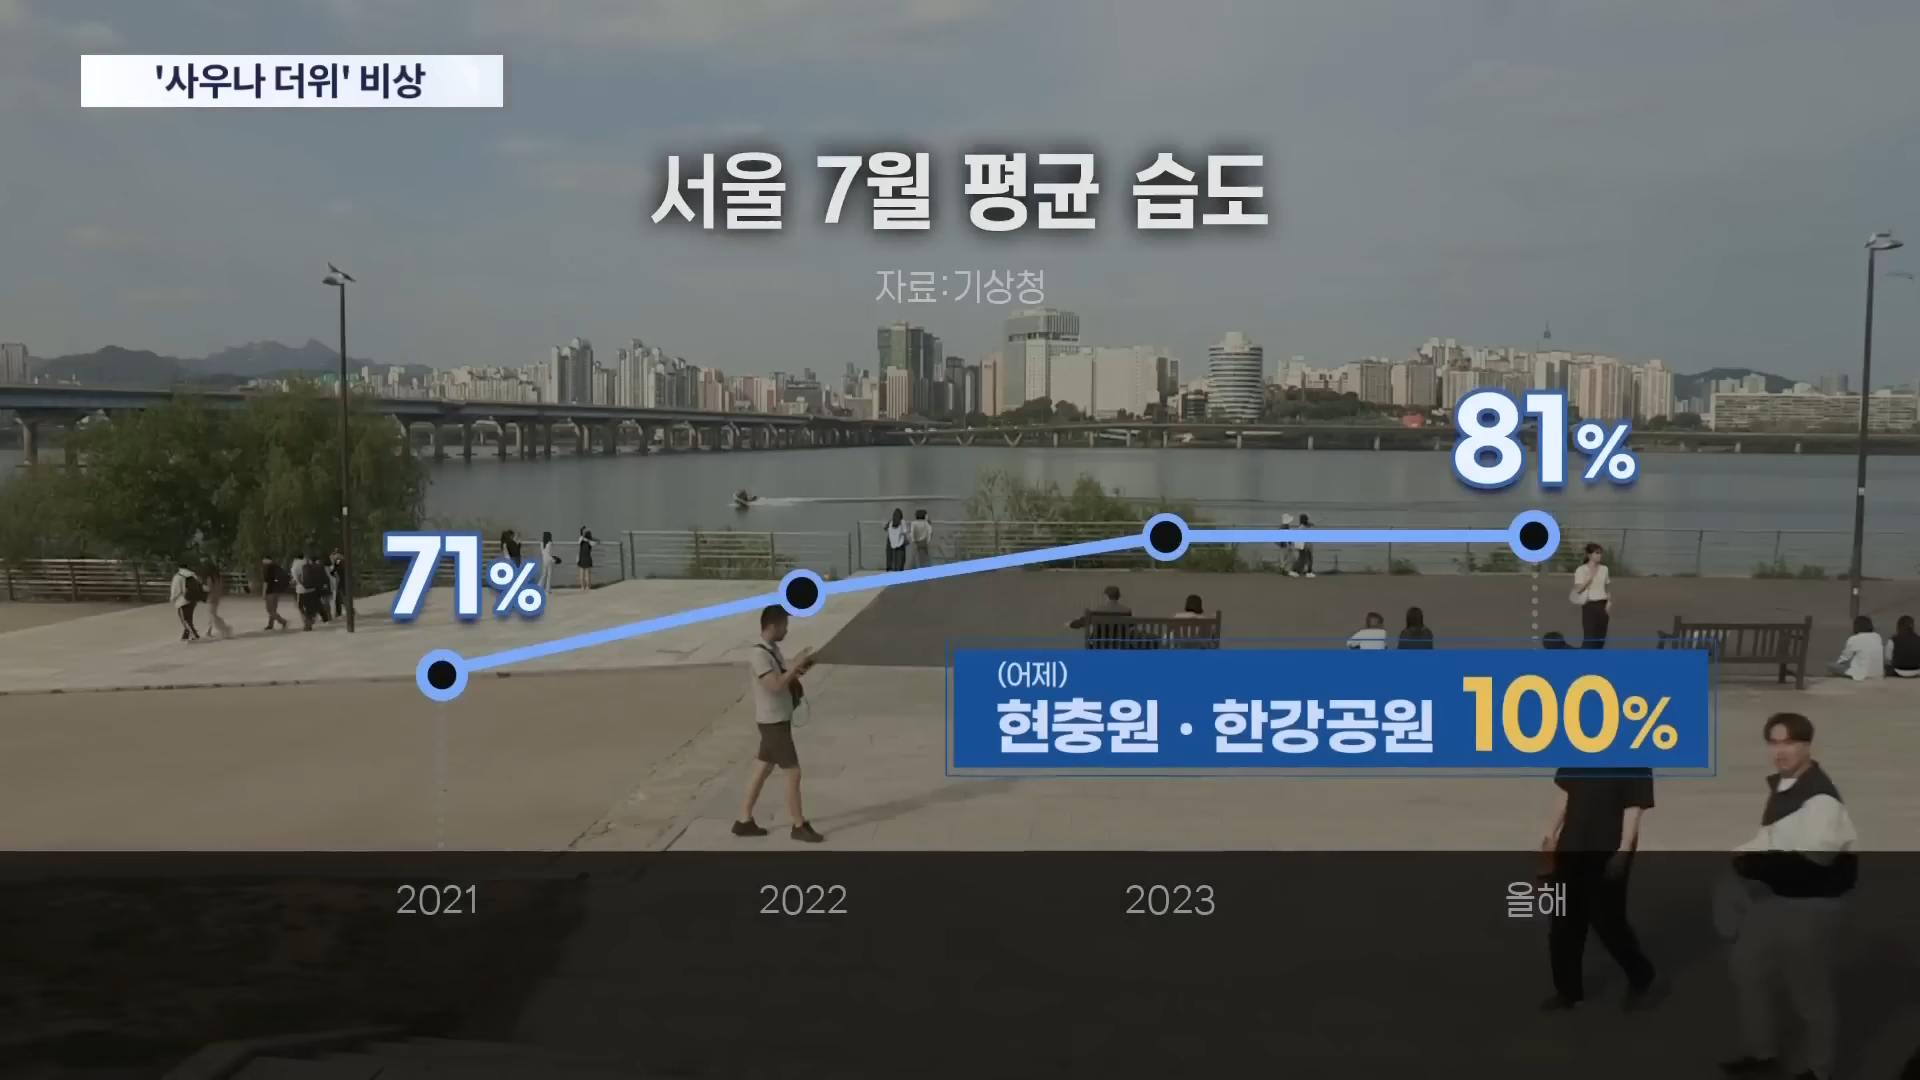 '사우나 더위' 비상
서울 7월 평균 습도
자료:기상청
71%
81%
(어제)
현충원·한강공원 100%
2021 2022 2023 올해